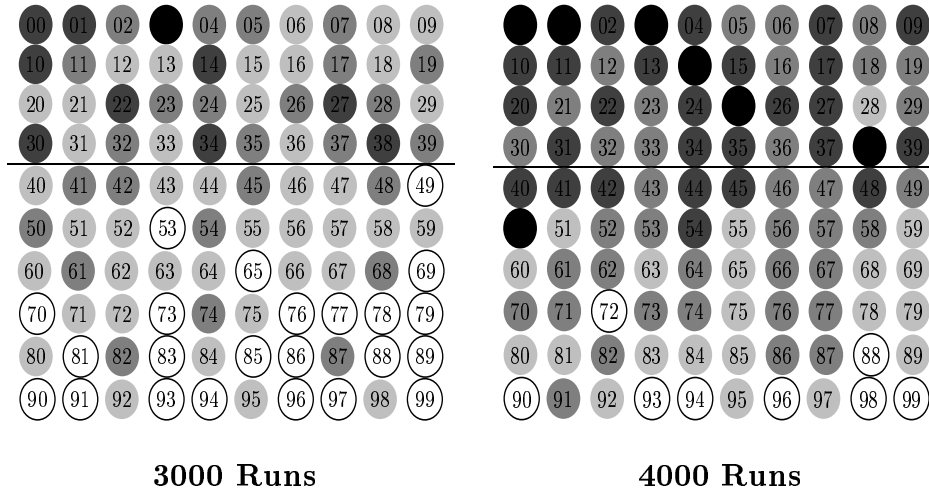 00 01 02 04 05 06 07 08 09
10 11 12 13 14 15 16 17 18 19
20 21 22 23 24 25 26 27 28 29
30 31 32 33 34 35 36 37 38 39
40 41 42 43 44 45 46 47 48 49
50 51 52 53 54 55 56 57 58 59
60 61 62 63 64 65 66 67 68 69
70 71 72 73 74 75 76 77 78 79
80 81 82 83 84 85 86 87 88 89
90 91 92 93 94 95 96 97 98 99
3000 Runs
02 04 05 06 07 08 09
10 11 12 13 15 16 17 18 19
20 21 22 23 24 26 27 28 29
30 31 32 33 34 35 36 37 39
40 41 42 43 44 45 46 47 48 49
51 52 53 54 55 56 57 58 59
60 61 62 63 64 65 66 67 68 69
70 71 72 73 74 75 76 77 78 79
80 81 82 83 84 85 86 87 88 89
90 91 92 93 94 95 96 97 98 99
4000 Runs